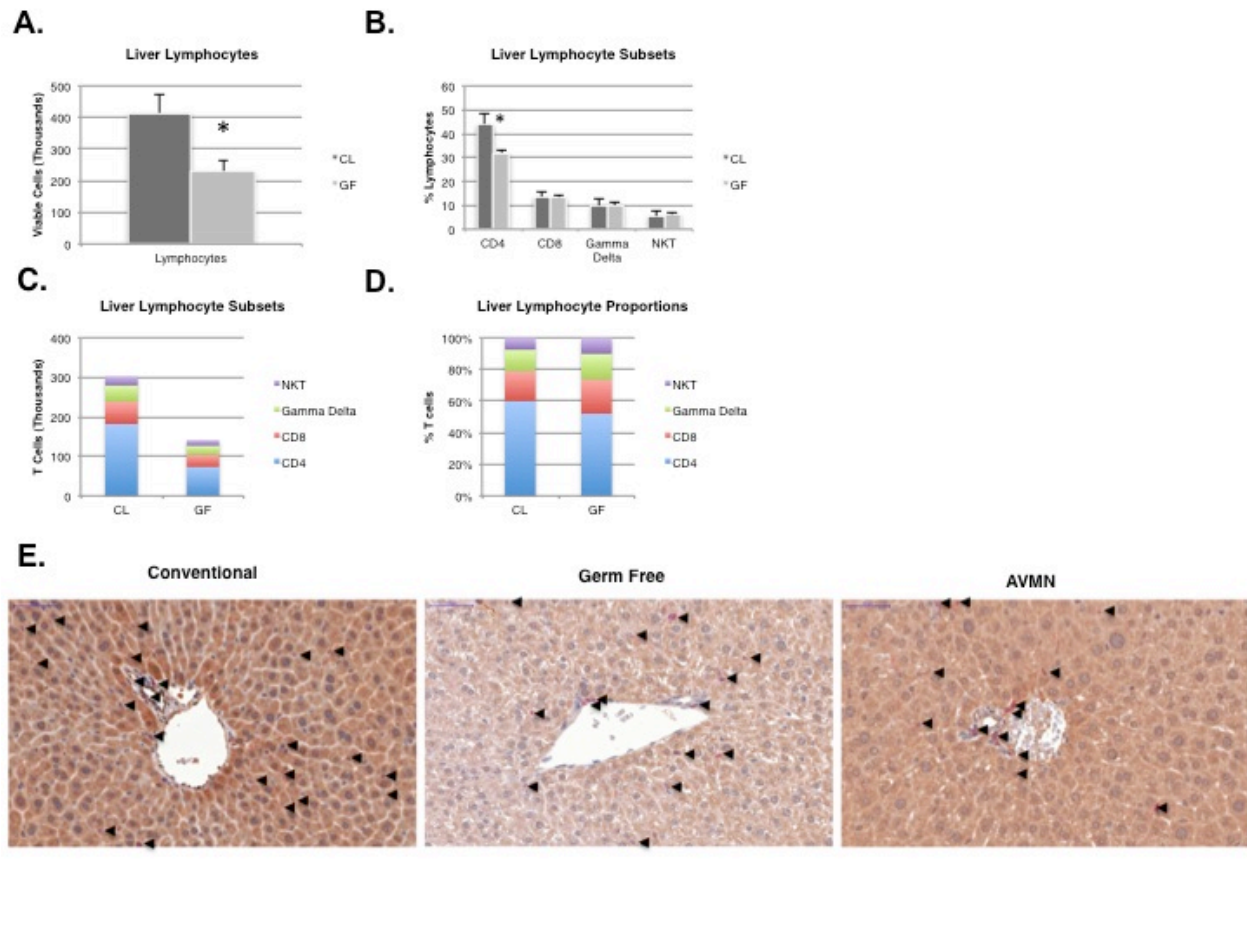 A.
Liver Lymphocytes
Viable Cells (Thousands)
500
400
300
200
100
0
*
Lymphocytes
CL
GF
B.
Liver Lymphocyte Subsets
% Lymphocytes
60
50
40
30
20
10
0
*
CD4
CD8
Gamma
Delta
NKT
CL
GF
C.
Liver Lymphocyte Subsets
T Cells (Thousands)
400
300
200
100
0
CL
GF
NKT
Gamma Delta
CD8
CD4
D.
Liver Lymphocyte Proportions
% T cells
100%
80%
60%
40%
20%
0%
CL
GF
NKT
Gamma Delta
CD8
CD4
E.
Conventional
Germ Free
AVMN